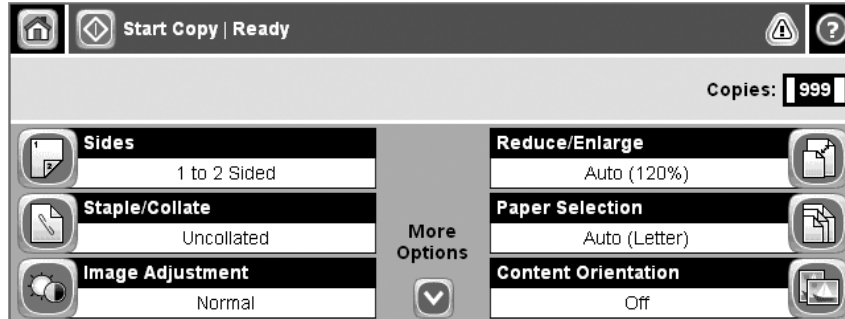 Start Copy | Ready
?
Copies: 999
Sides
1 to 2 Sided
Staple/Collate
Uncollated
Image Adjustment
Normal
More
Options
Reduce/Enlarge
Auto (120%)
Paper Selection
Auto (Letter)
Content Orientation
Off